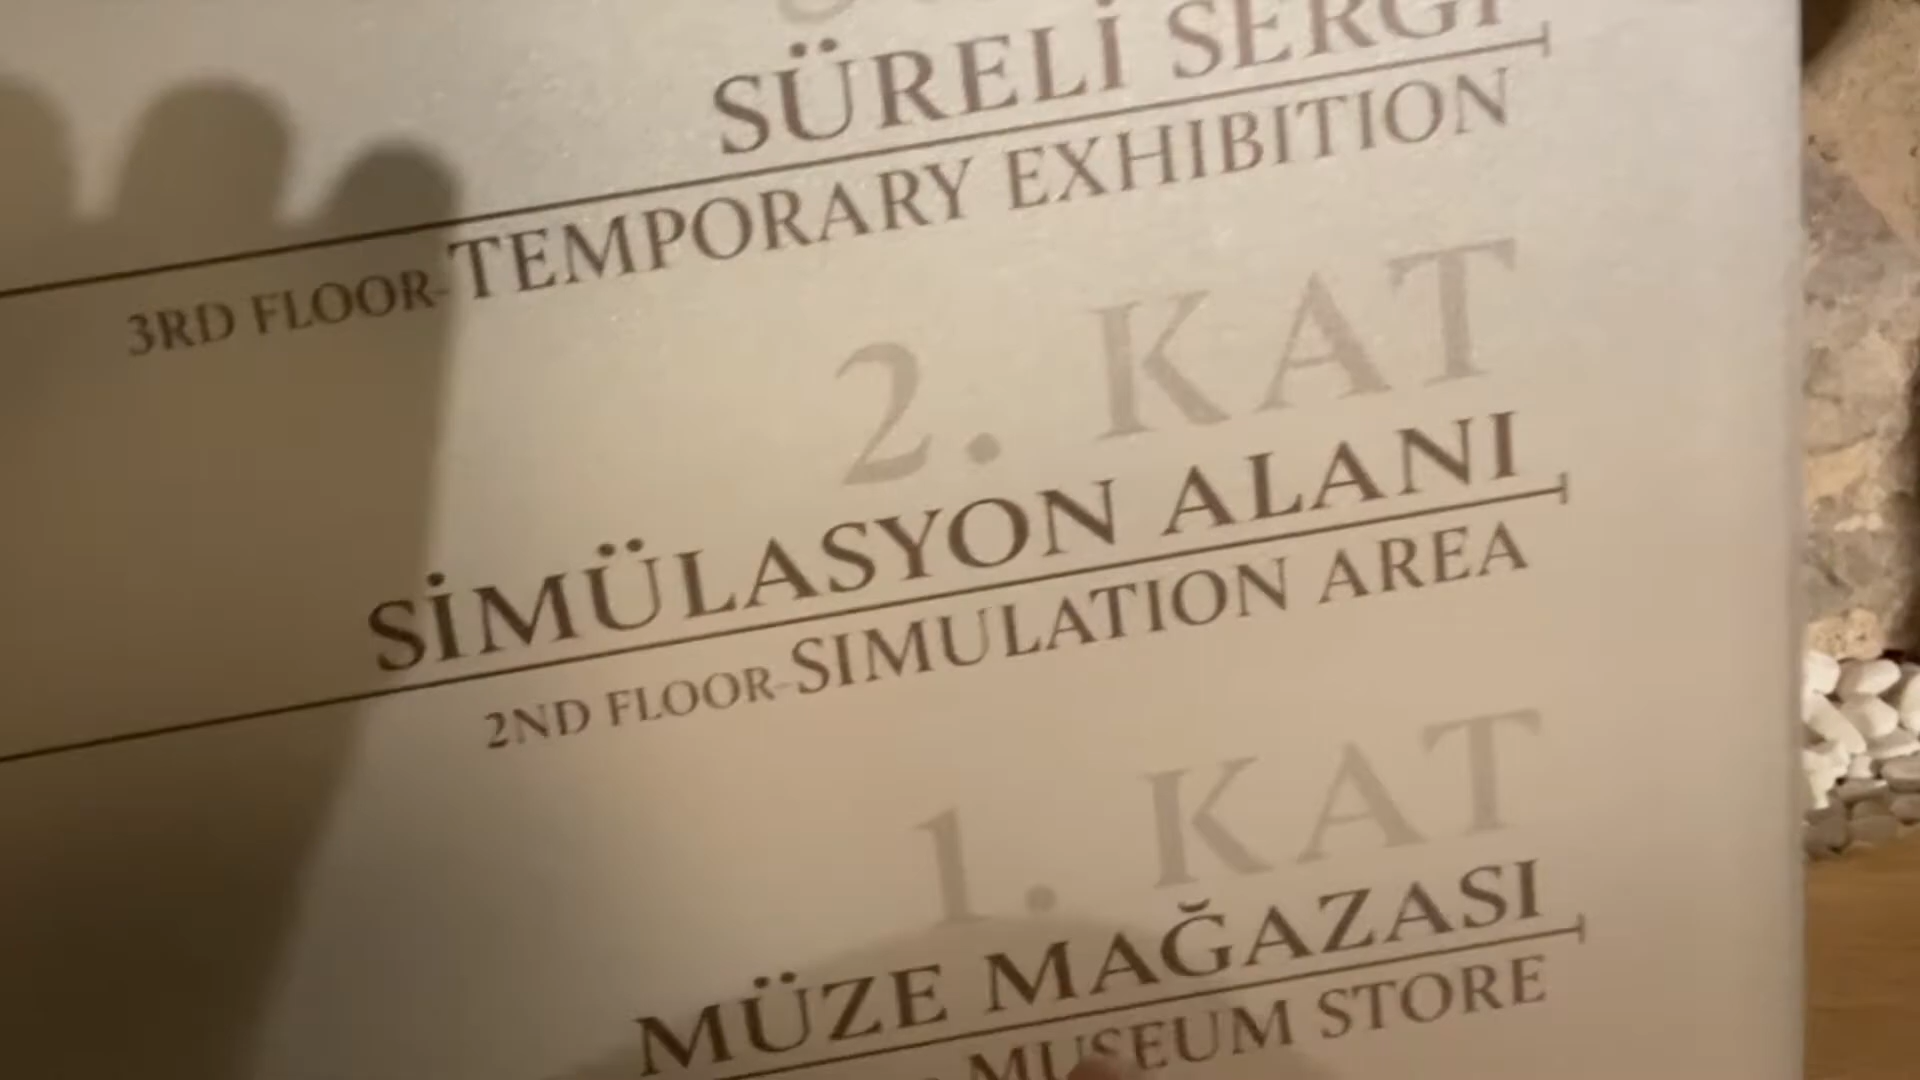 SÜRELİ SERGİ
3RD FLOOR-TEMPORARY EXHIBITION
2. KAT
SİMÜLASYON ALANI
2ND FLOOR-SIMULATION AREA
1. KAT
MÜZE MAĞAZASI
MUSEUM STORE